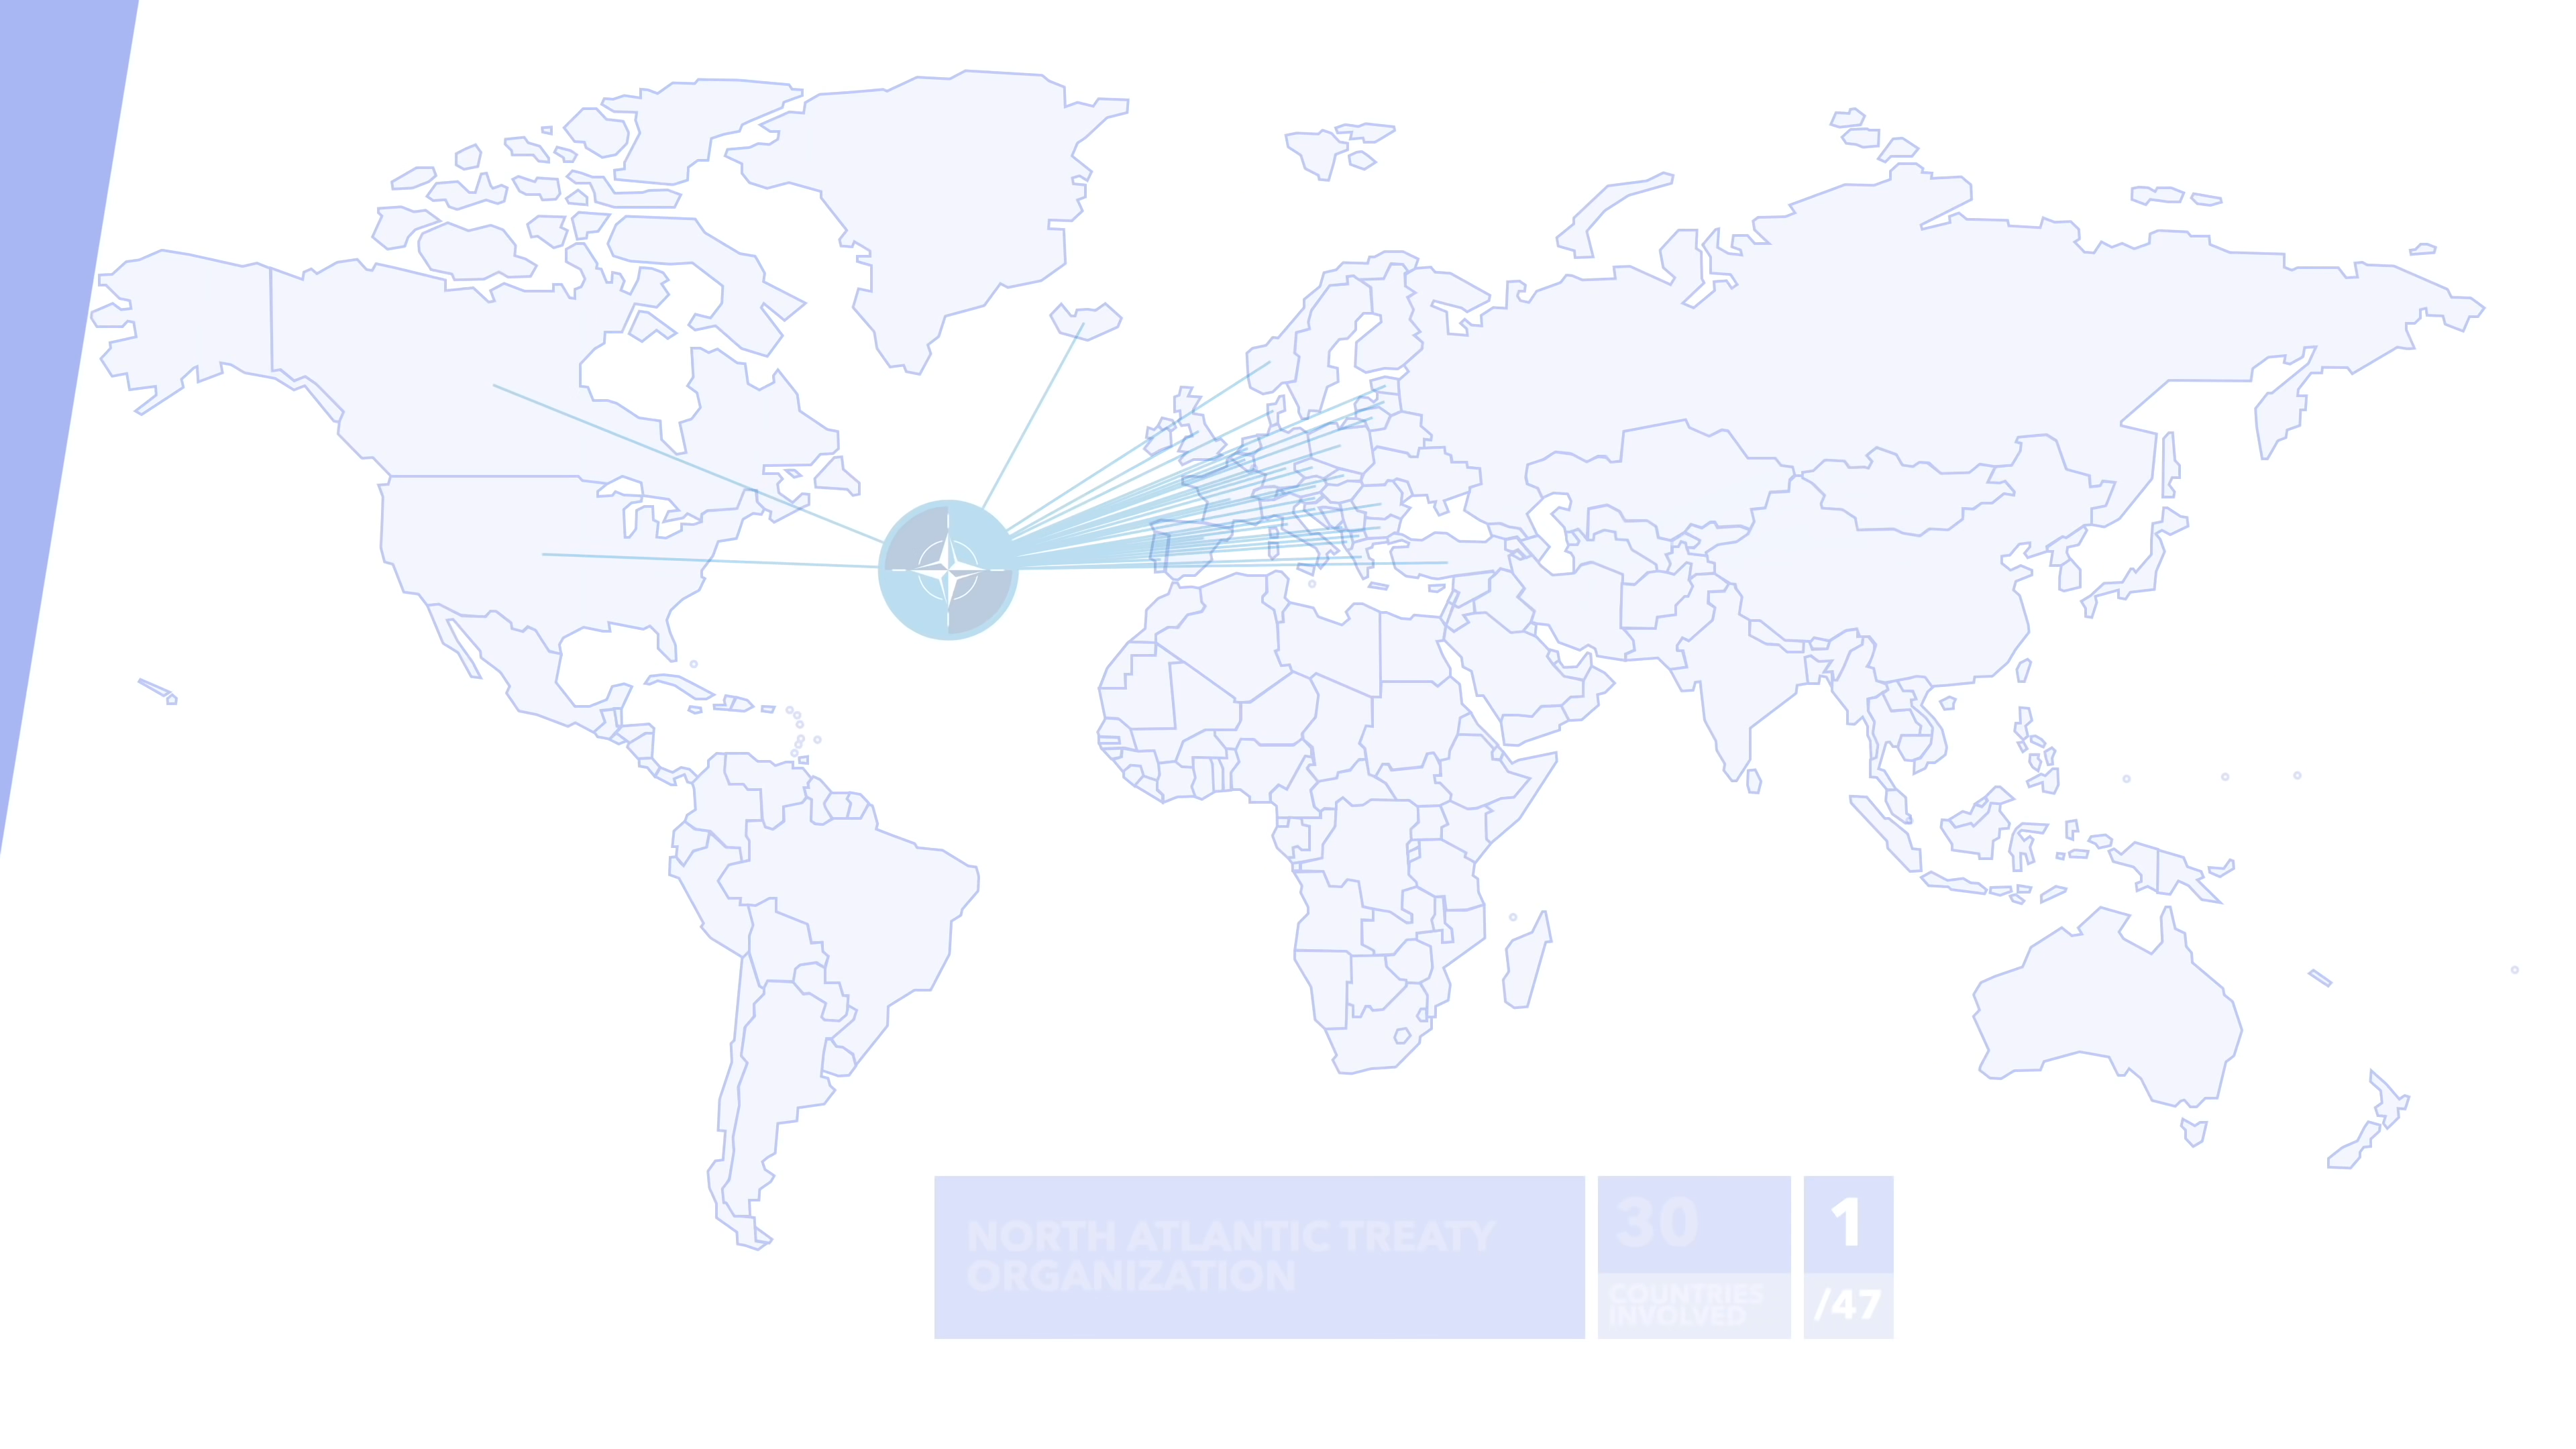 NORTH ATLANTIC TREATY
ORGANIZATION
30
COUNTRIES
INVOLVED
1
/47